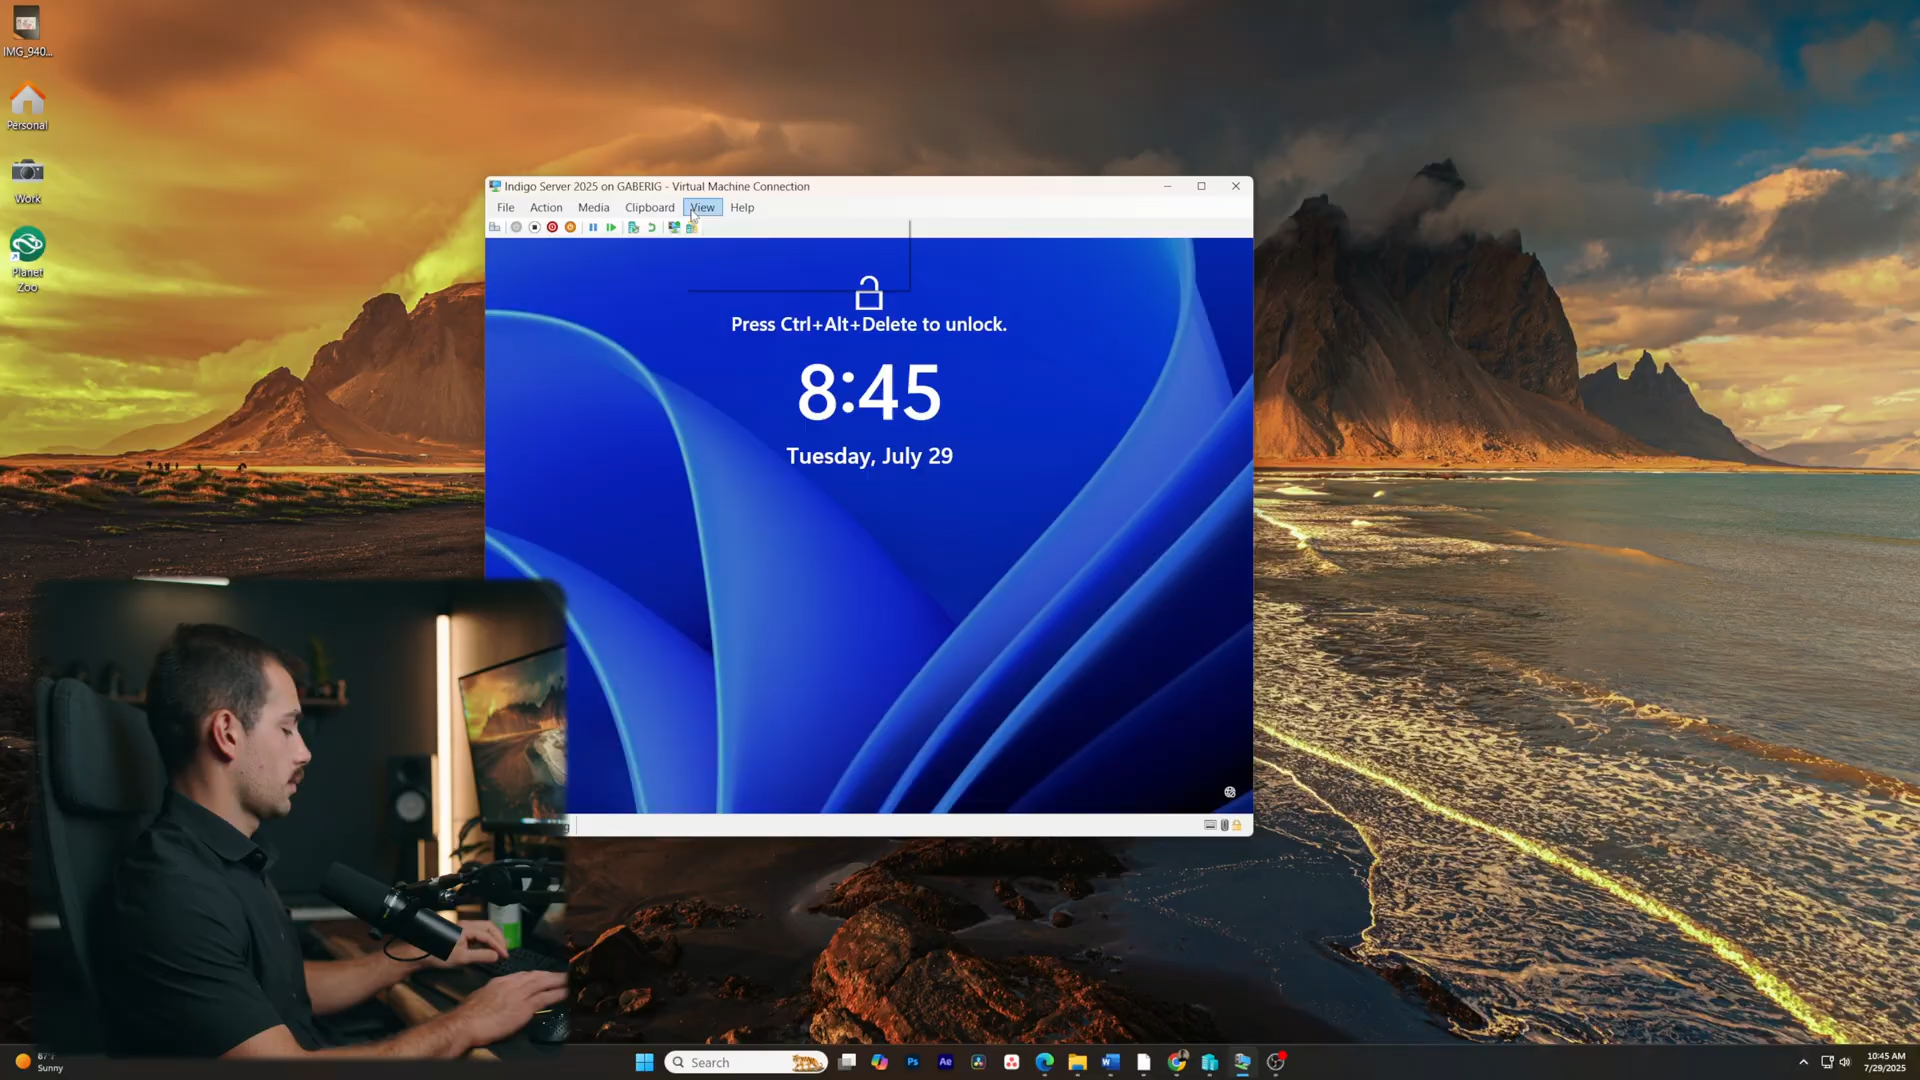 IMG_940...
Personal
Work
Planet
Zoo
Indigo Server 2025 on GABERIG - Virtual Machine Connection
File Action Media Clipboard View Help
Press Ctrl+Alt+Delete to unlock.
8:45
Tuesday, July 29
Sunny
Search
Ps
Ae
10:45 AM
7/29/2025